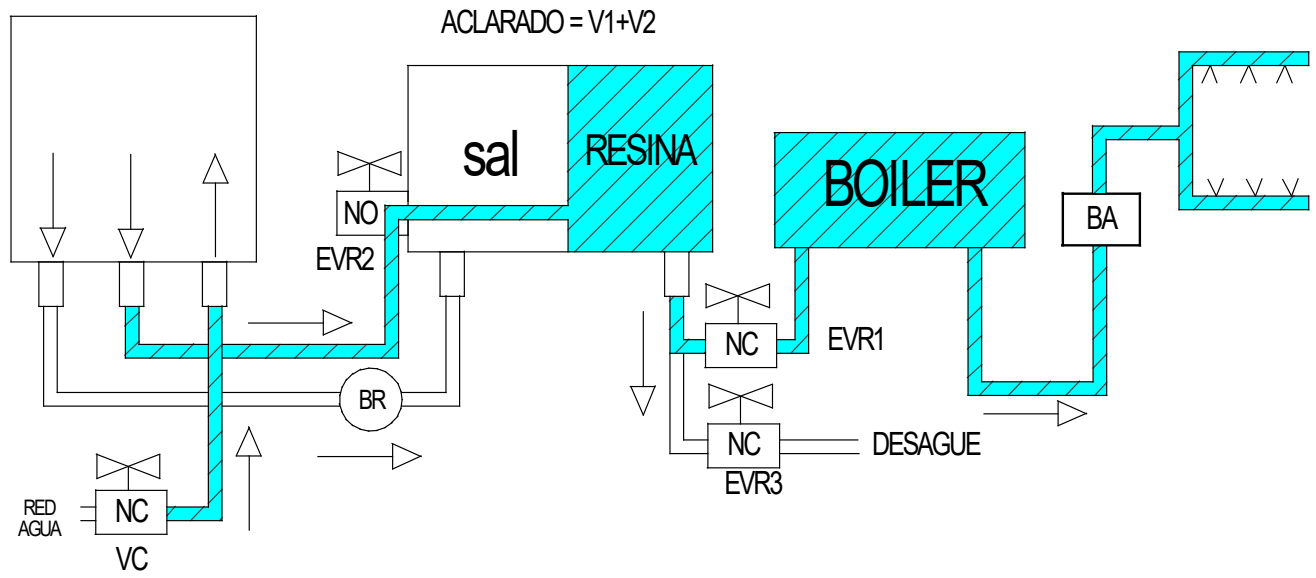 ACLARADO = V1+V2
sal
RESINA
BOILER
NO
EVR2
BA
NC
EVR1
BR
NC
DESAGUE
EVR3
RED
AGUA
NC
VC